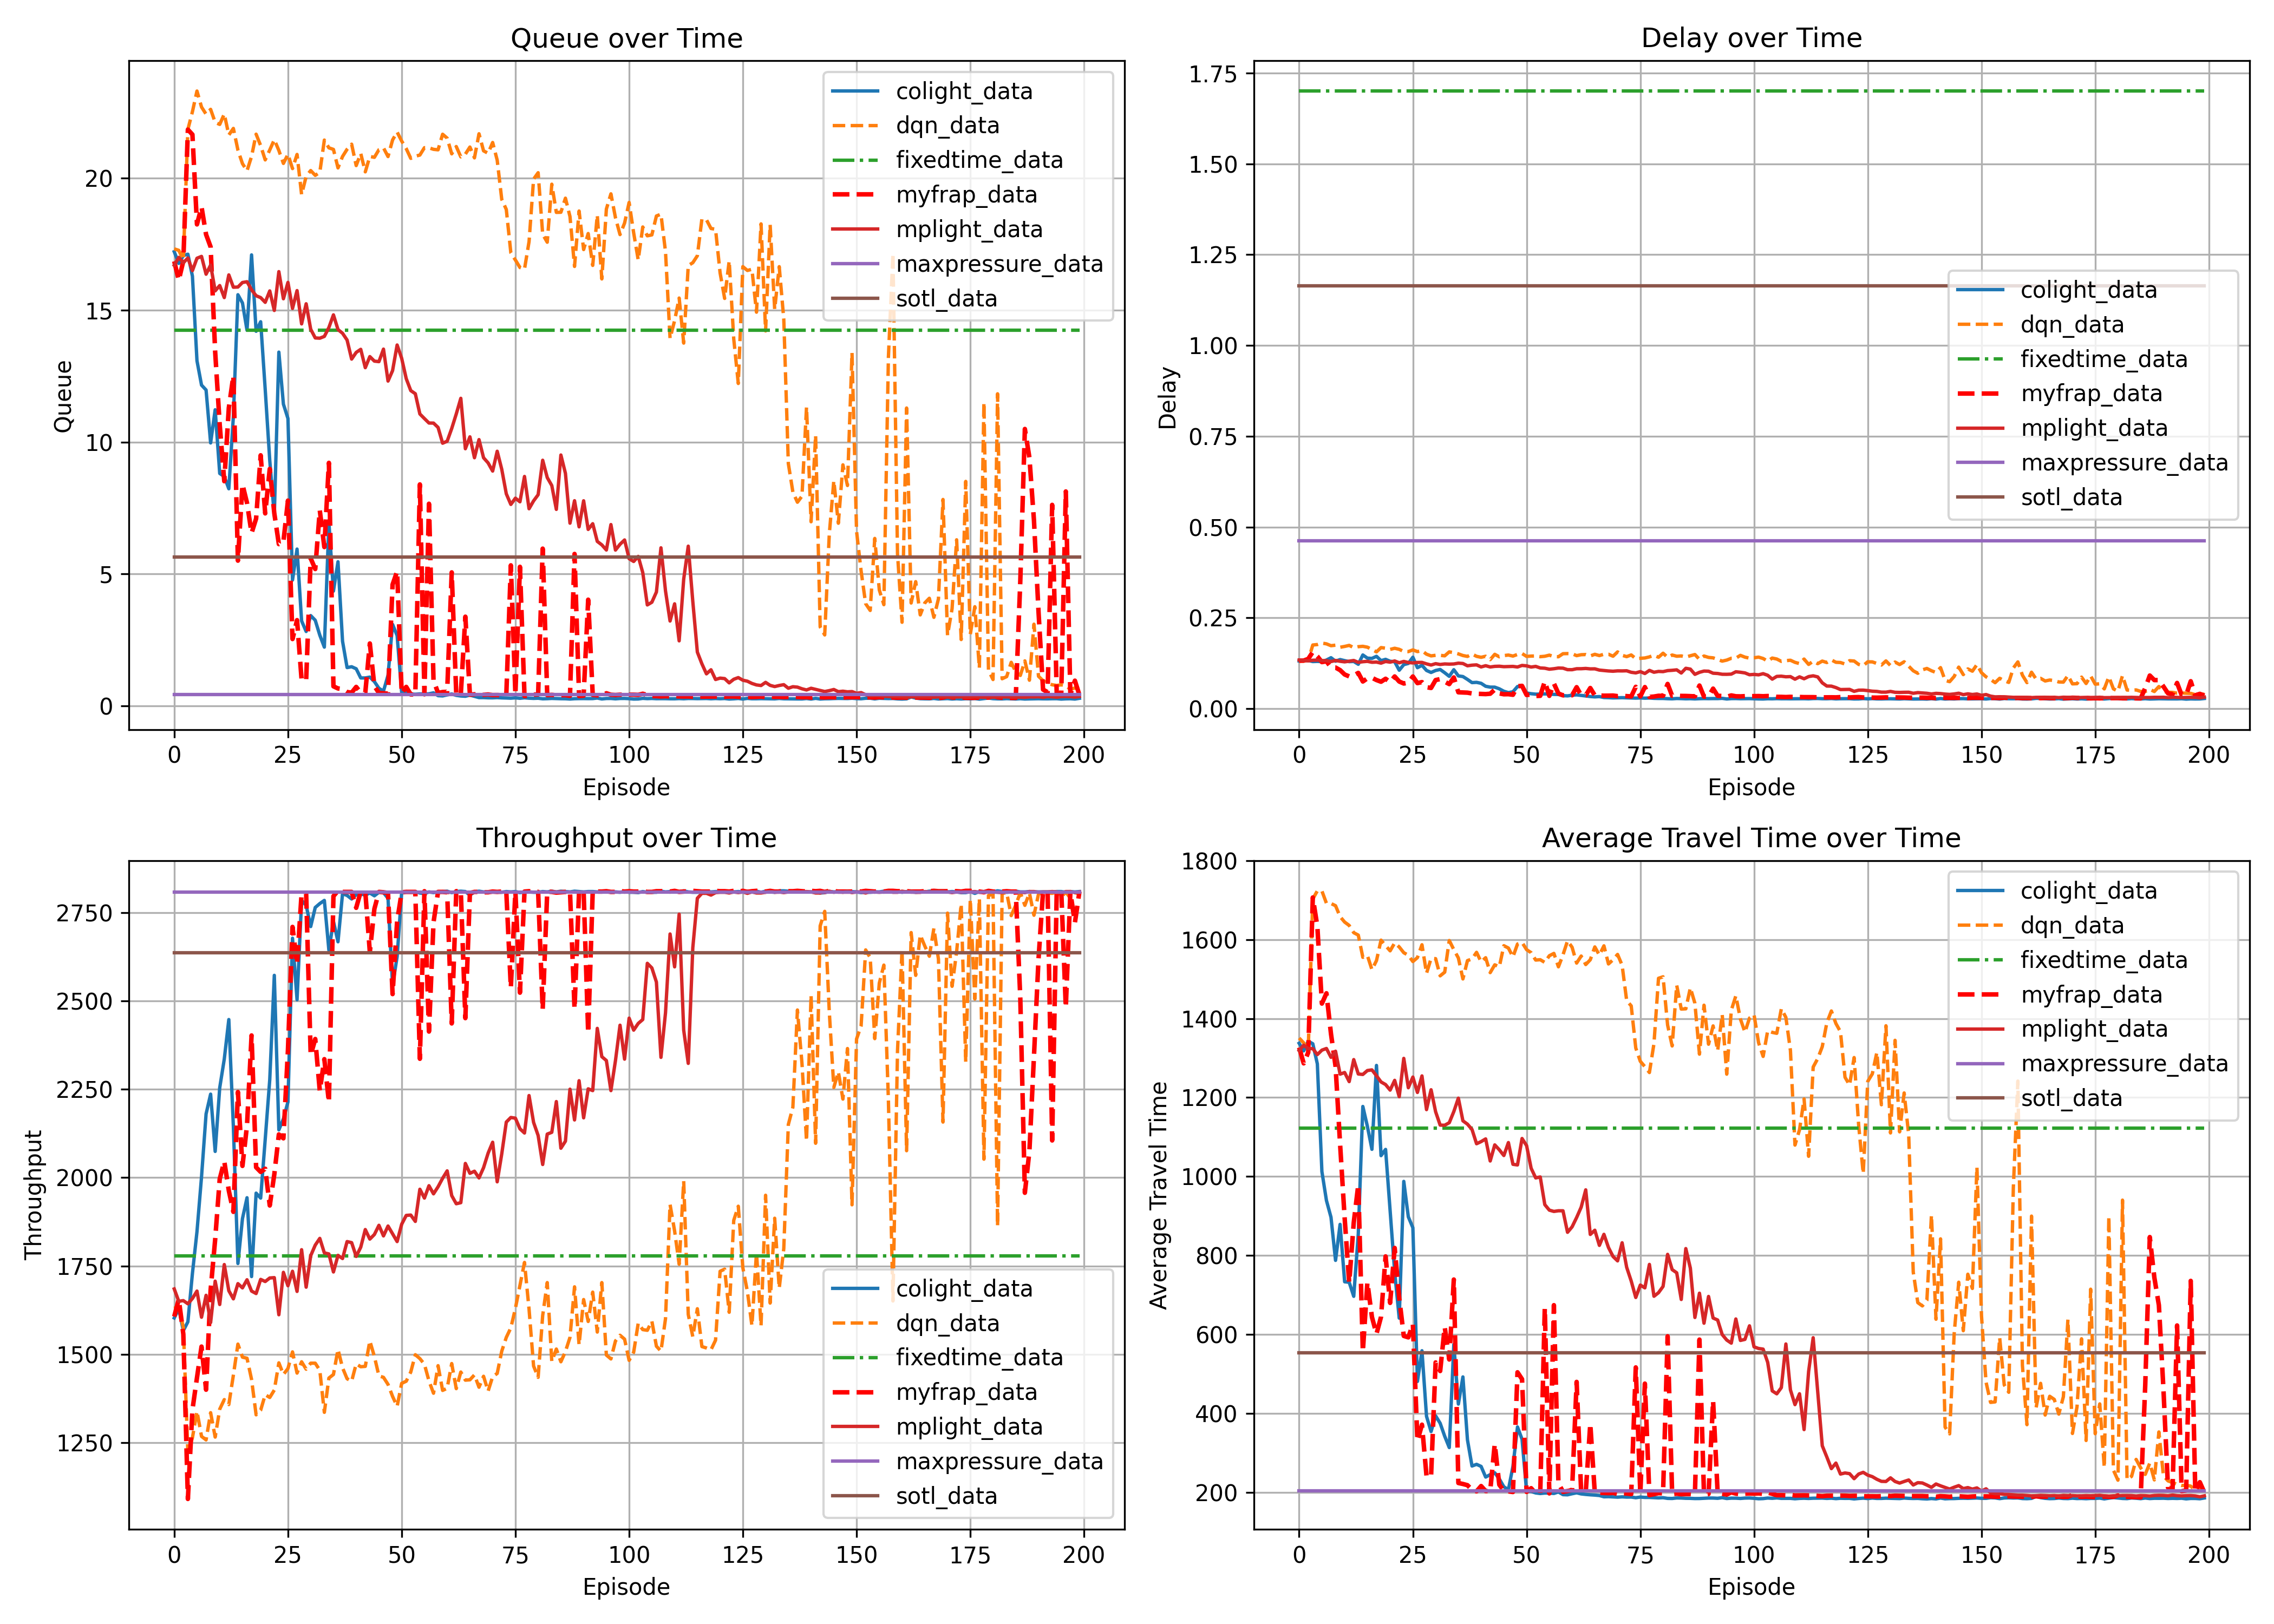 Queue over Time
Queue
20
15
10
5
0
0 25 50 75 100 125 150 175 200
Episode
colight_data
dqn_data
fixedtime_data
myfrap_data
mplight_data
maxpressure_data
sotl_data
Delay over Time
Delay
1.75
1.50
1.25
1.00
0.75
0.50
0.25
0.00
0 25 50 75 100 125 150 175 200
Episode
colight_data
dqn_data
fixedtime_data
myfrap_data
mplight_data
maxpressure_data
sotl_data
Throughput over Time
Throughput
2750
2500
2250
2000
1750
1500
1250
0 25 50 75 100 125 150 175 200
Episode
colight_data
dqn_data
fixedtime_data
myfrap_data
mplight_data
maxpressure_data
sotl_data
Average Travel Time over Time
Average Travel Time
1800
1600
1400
1200
1000
800
600
400
200
0 25 50 75 100 125 150 175 200
Episode
colight_data
dqn_data
fixedtime_data
myfrap_data
mplight_data
maxpressure_data
sotl_data